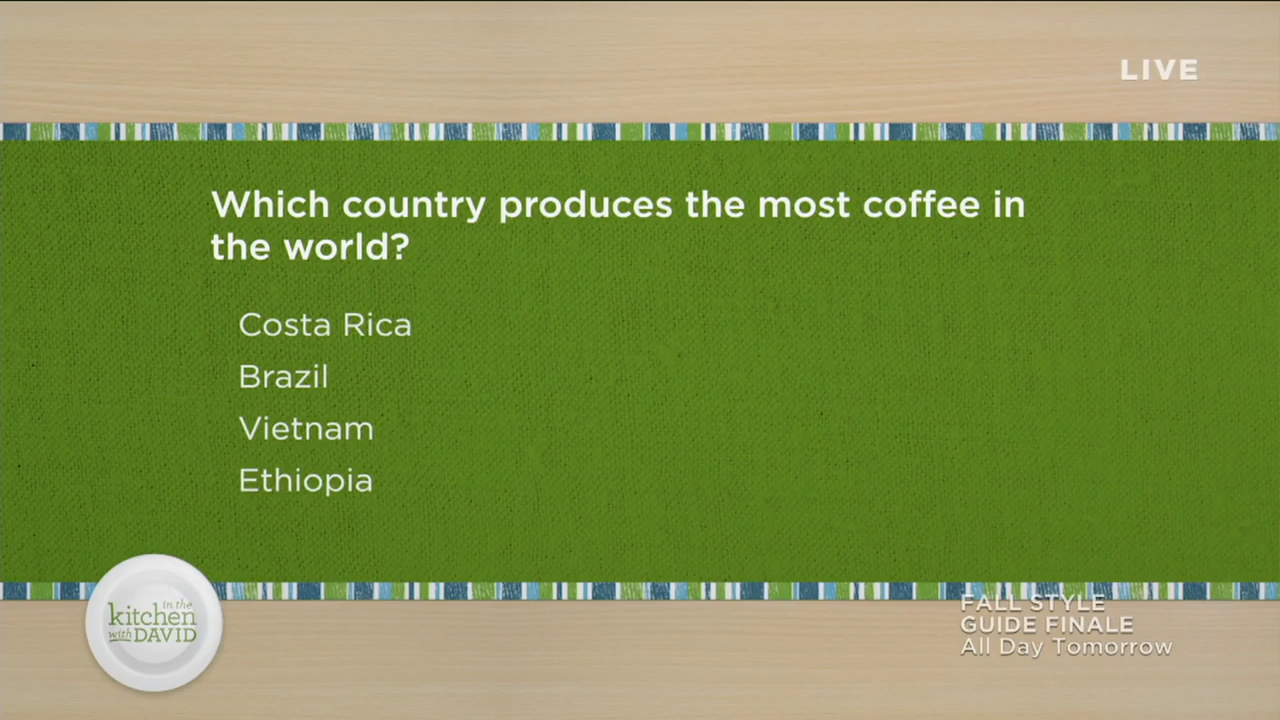 LIVE
Which country produces the most coffee in
the world?
Costa Rica
Brazil
Vietnam
Ethiopia
in the
kitchen
with DAVID
FALL STYLE
GUIDE FINALE
All Day Tomorrow